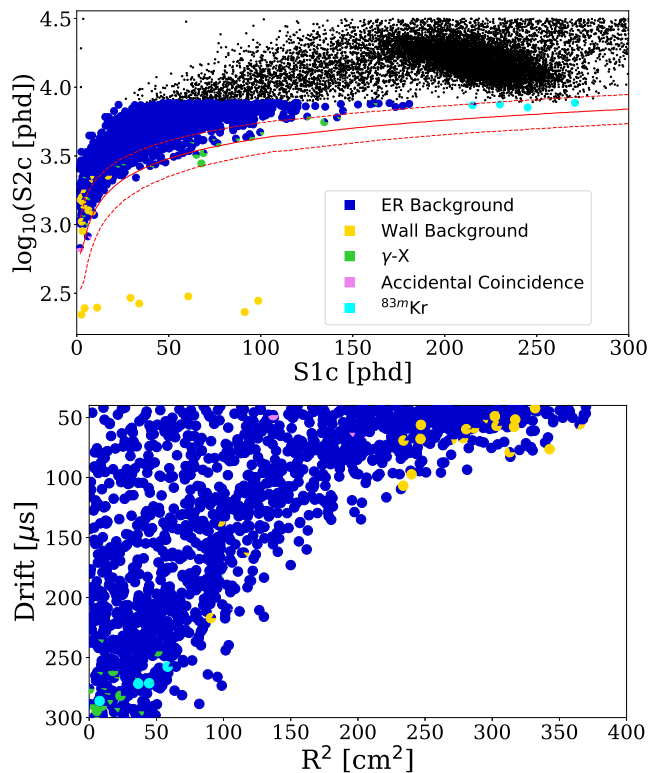 4.5
4.0
3.5
3.0
2.5
log₁₀(S2c [phd])
ER Background
Wall Background
γ-X
Accidental Coincidence
⁸³ᵐKr
0 50 100 150 200 250 300
S1c [phd]
50
100
150
200
250
300
Drift [μs]
0 50 100 150 200 250 300 350 400
R² [cm²]